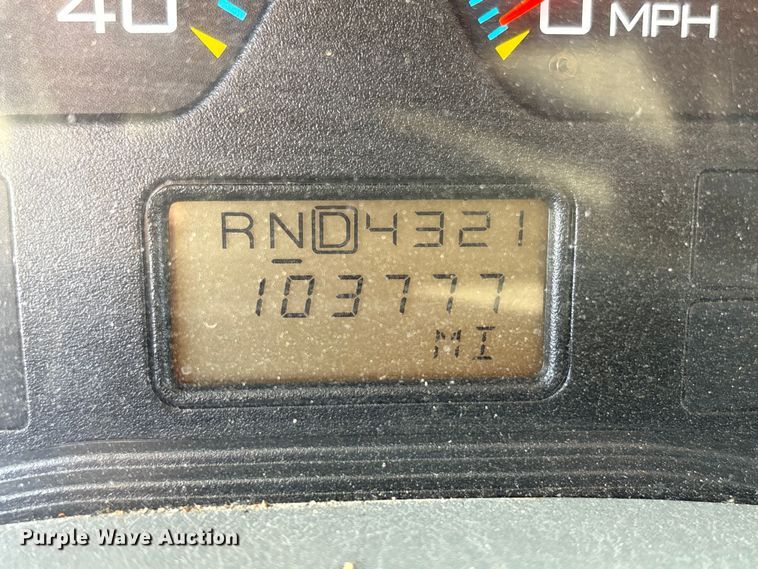 40
0 MPH
RND4321
103777
MI
Purple Wave Auction